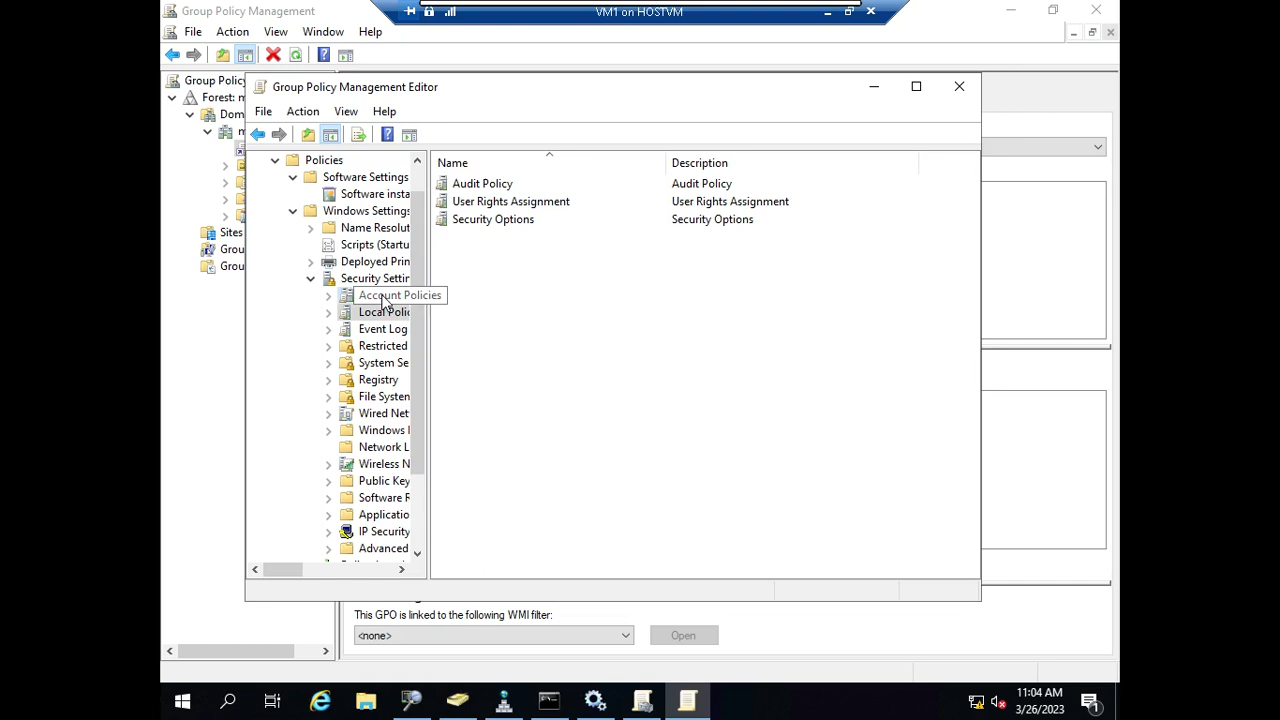 Group Policy Management
VM1 on HOSTVM
File Action View Window Help
Group Policy
Forest: m
Dom
m
Sites
Grou
Grou
Group Policy Management Editor
File Action View Help
Policies
Software Settings
Software insta
Windows Settings
Name Resolut
Scripts (Startu
Deployed Prin
Security Settin
Account Policies
Local Polic
Event Log
Restricted
System Se
Registry
File System
Wired Net
Windows
Network L
Wireless N
Public Key
Software R
Applicatio
IP Security
Advanced
Name Description
Audit Policy Audit Policy
User Rights Assignment User Rights Assignment
Security Options Security Options
This GPO is linked to the following WMI filter:
<none> Open
11:04 AM
3/26/2023
1